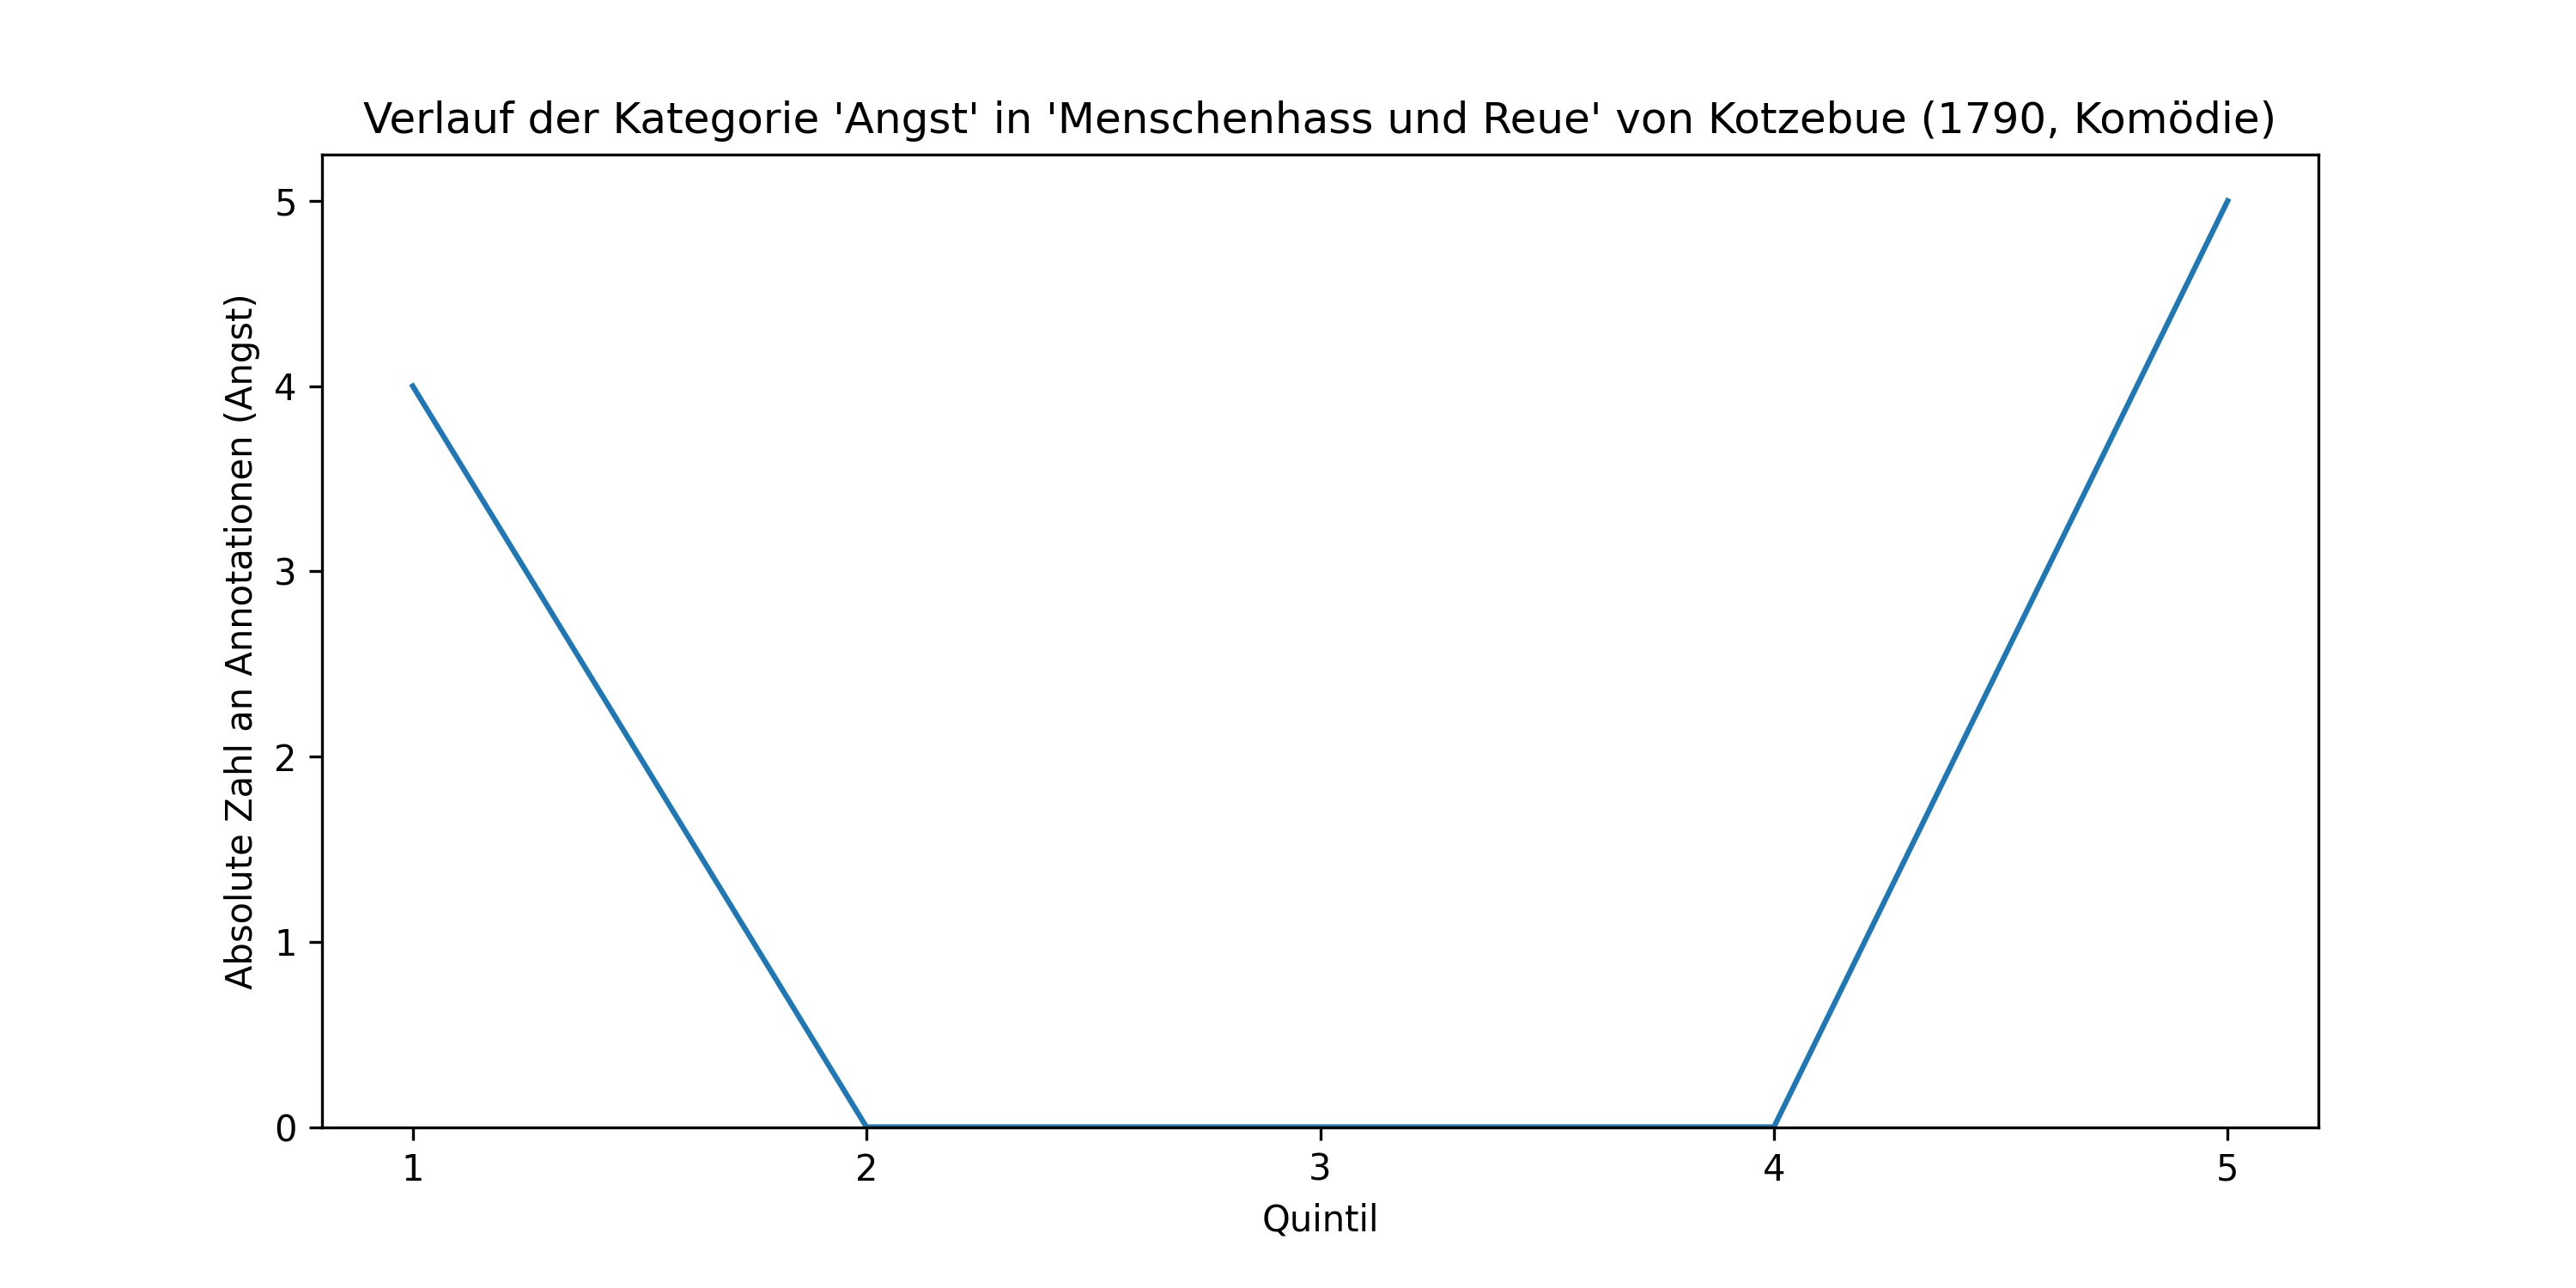 Verlauf der Kategorie 'Angst' in 'Menschenhass und Reue' von Kotzebue (1790, Komödie)
Absolute Zahl an Annotationen (Angst)
5
4
3
2
1
0
1 2 3 4 5
Quintil